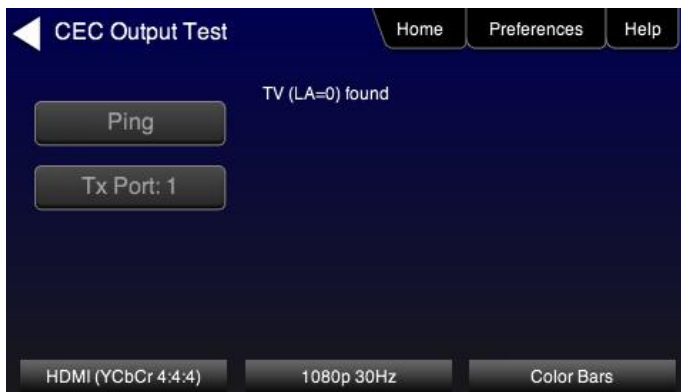 CEC Output Test
Home
Preferences
Help
TV (LA=0) found
Ping
Tx Port: 1
HDMI (YCbCr 4:4:4)
1080p 30Hz
Color Bars